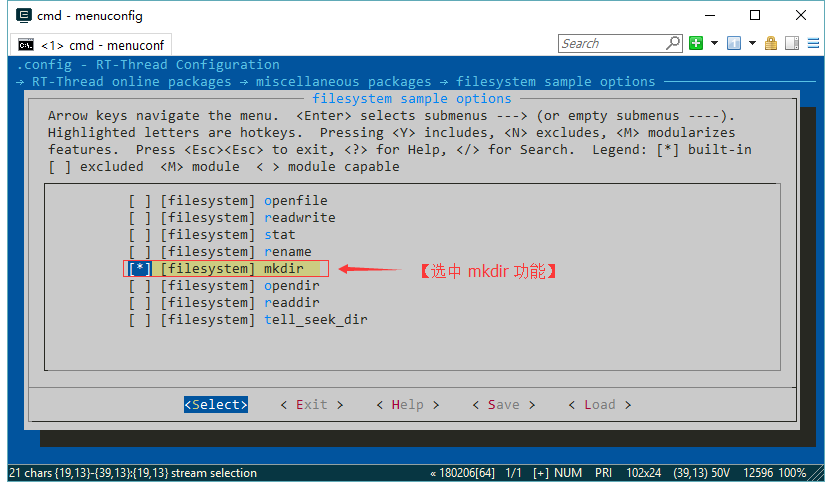 cmd - menuconfig
<1> cmd - menuconf
Search
.config - RT-Thread Configuration
→ RT-Thread online packages → miscellaneous packages → filesystem sample options
filesystem sample options
Arrow keys navigate the menu.  <Enter> selects submenus ---> (or empty submenus ----).
Highlighted letters are hotkeys.  Pressing <Y> includes, <N> excludes, <M> modularizes
features.  Press <Esc><Esc> to exit, <?> for Help, </> for Search.  Legend: [*] built-in
[ ] excluded  <M> module  < > module capable
[ ] [filesystem] openfile
[ ] [filesystem] readwrite
[ ] [filesystem] stat
[ ] [filesystem] rename
[*] [filesystem] mkdir
【选中 mkdir 功能】
[ ] [filesystem] opendir
[ ] [filesystem] readdir
[ ] [filesystem] tell_seek_dir
<Select>    < Exit >    < Help >    < Save >    < Load >
21 chars {19,13}-{39,13}:{19,13} stream selection    « 180206[64]    1/1    [+] NUM    PRI    102x24    (39,13) 50V    12596 100%